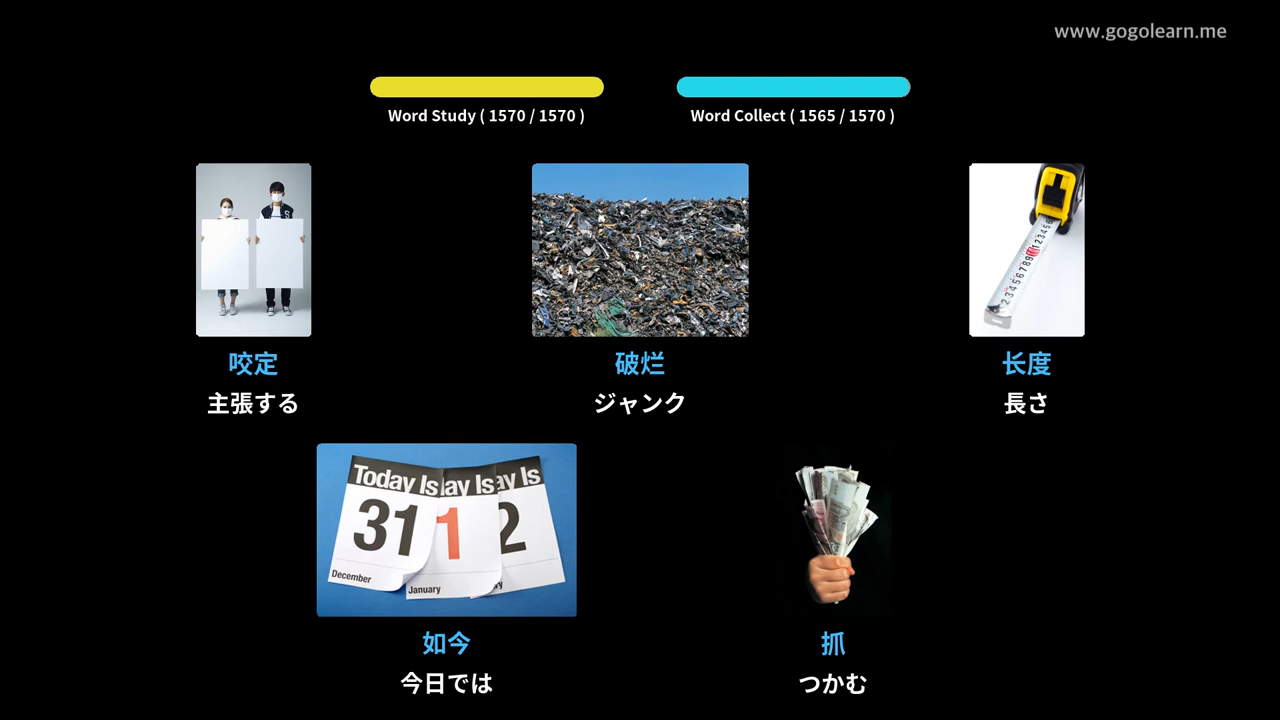 www.gogolearn.me
Word Study ( 1570 / 1570 )
Word Collect ( 1565 / 1570 )
咬定
主張する
破烂
ジャンク
长度
長さ
Today Is
ay Is
ay Is
31
1
2
December
January
如今
今日では
抓
つかむ